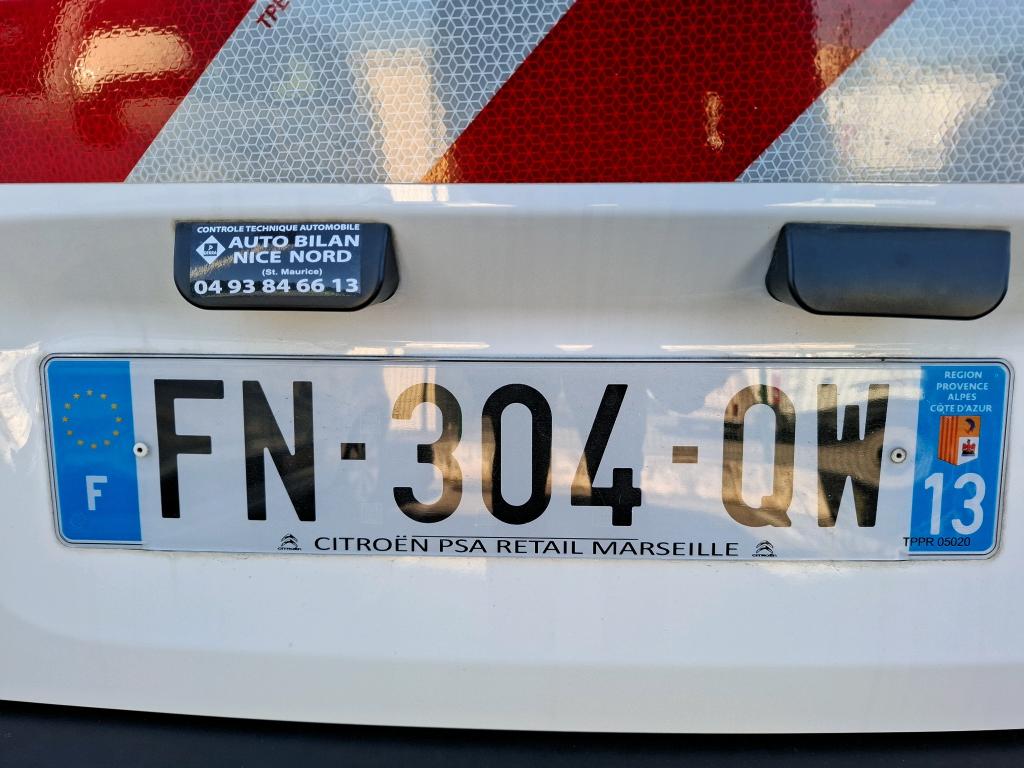 TPE
CONTROLE TECHNIQUE AUTOMOBILE
AUTO BILAN
NICE NORD
(St. Maurice)
04 93 84 66 13
F
FN-304-QW
REGION
PROVENCE
ALPES
CÔTE D'AZUR
13
TPPR 05020
CITROËN PSA RETAIL MARSEILLE